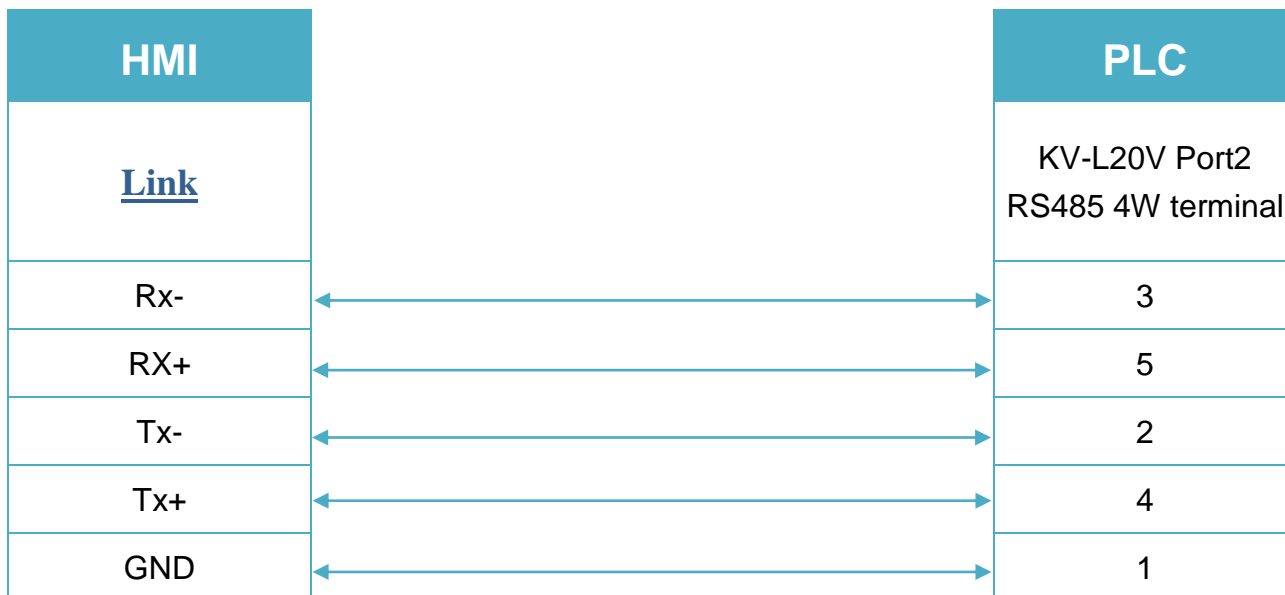 HMI PLC
Link
KV-L20V Port2
RS485 4W terminal
Rx- 3
RX+ 5
Tx- 2
Tx+ 4
GND 1